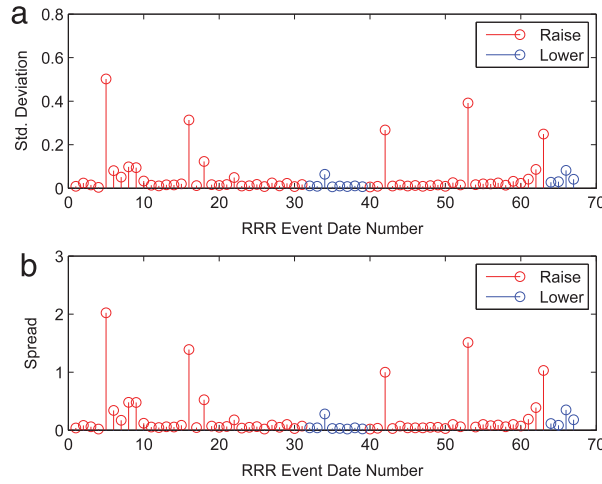 a
0.8
0.6
0.4
0.2
0
Std. Deviation
Raise
Lower
0 10 20 30 40 50 60 70
RRR Event Date Number
b
3
2
1
0
Spread
Raise
Lower
0 10 20 30 40 50 60 70
RRR Event Date Number